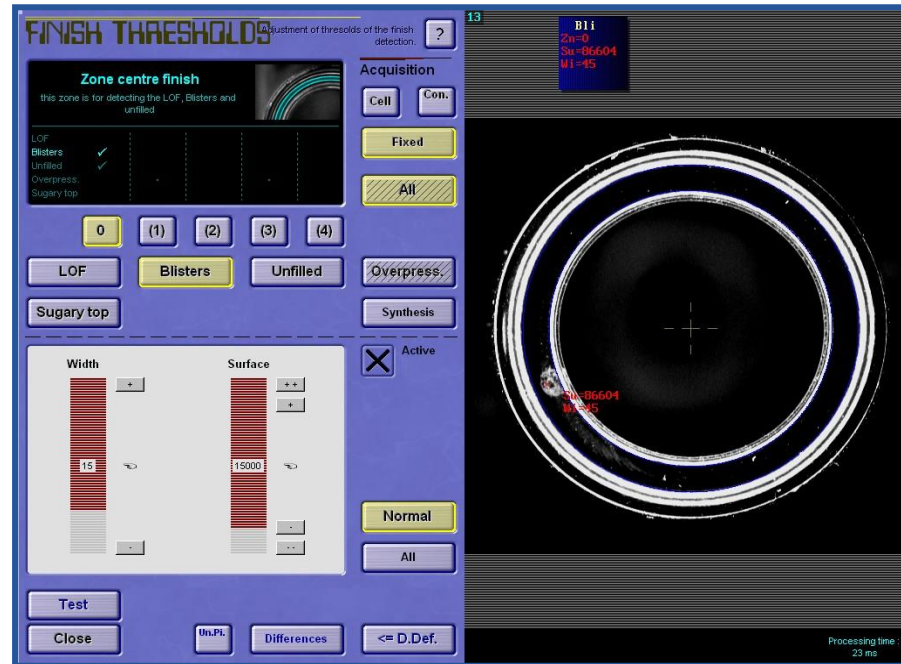 FINISH THRESHOLDS
Adjustment of thresolds of the finish
detection.
?
Zone centre finish
this zone is for detecting the LOF, Blisters and
unfilled
LOF
Blisters ✓
Unfilled ✓
Overpress.
Sugary top
Acquisition
Cell
Con.
Fixed
All
0
(1)
(2)
(3)
(4)
LOF
Blisters
Unfilled
Overpress.
Sugary top
Synthesis
Width
Surface
+
++
+
15
15000
-
-
--
Active
Normal
All
Test
Close
Un.Pi.
Differences
<= D.Def.
13
Bli
Zn=0
Su=86604
Wi=45
Su=86604
Wi=45
Processing time :
23 ms